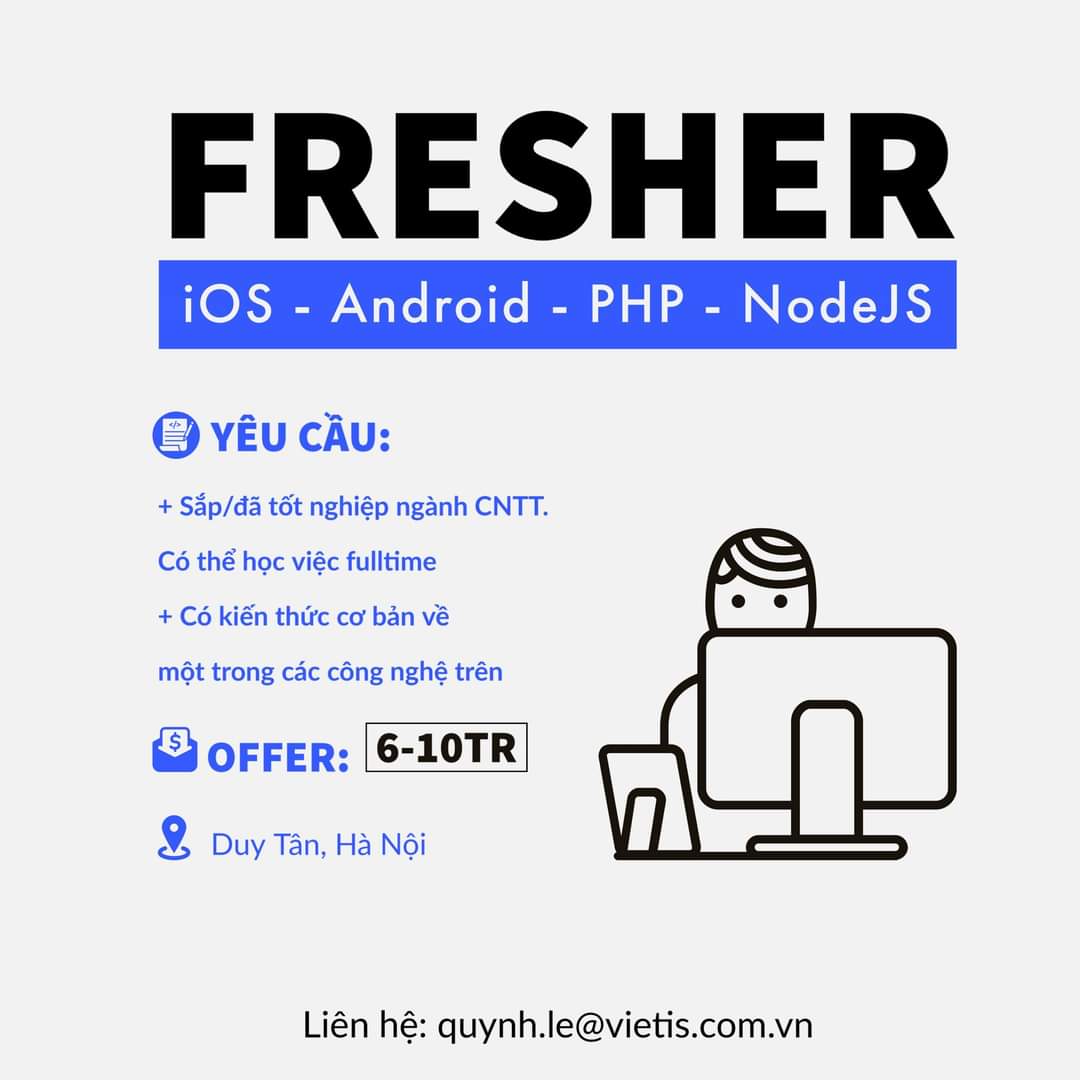 FRESHER
iOS - Android - PHP - NodeJS
YÊU CẦU:
+ Sắp/đã tốt nghiệp ngành CNTT.
Có thể học việc fulltime
+ Có kiến thức cơ bản về
một trong các công nghệ trên
OFFER: 6-10TR
Duy Tân, Hà Nội
Liên hệ: quynh.le@vietis.com.vn